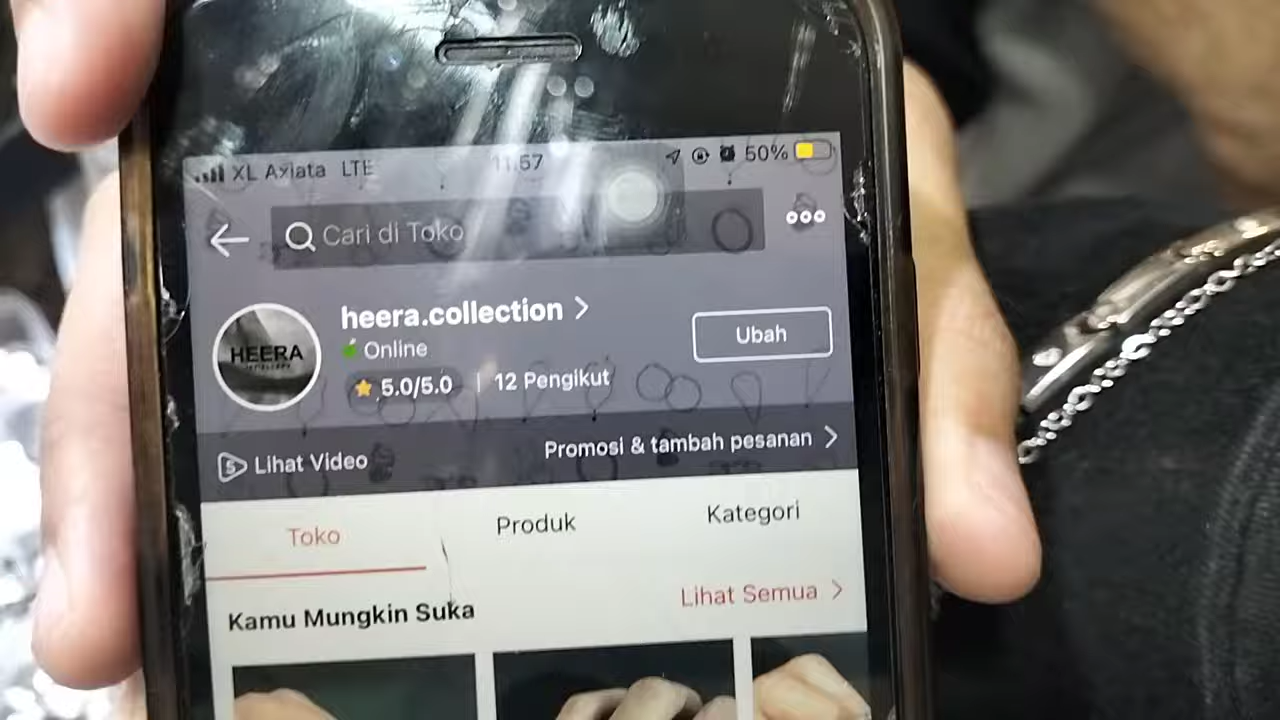 XL Axiata LTE 11.57 50%
Cari di Toko
HEERA
heera.collection >
Online
Ubah
5.0/5.0 | 12 Pengikut
Lihat Video
Promosi & tambah pesanan >
Toko Produk Kategori
Kamu Mungkin Suka
Lihat Semua >